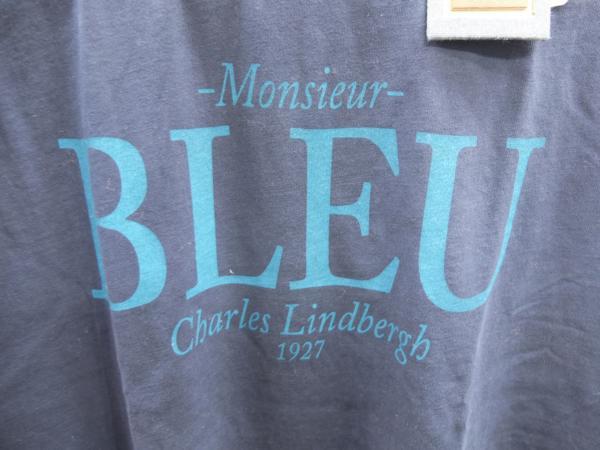 -Monsieur-
BLEU
Charles Lindbergh
1927